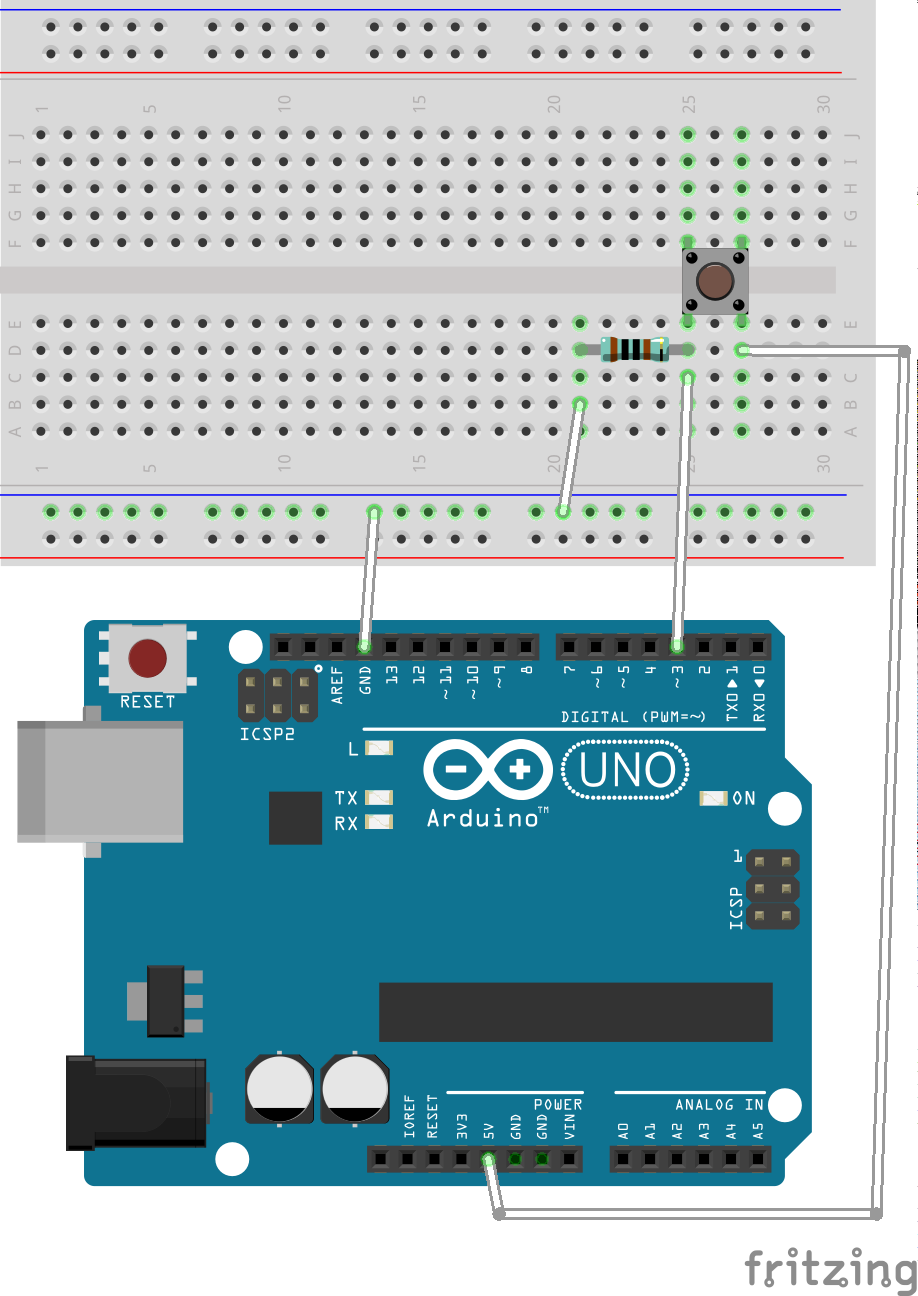 1 5 10 15 20 25 30
J J
I I
H H
G G
F F
E E
D D
C C
B B
A A
1 5 10 15 20 25 30
RESET
AREF
GND
13
12
~11
~10
~9
8
7
~6
~5
4
~3
2
TX0▶1
RX0◀0
ICSP2
DIGITAL (PWM=~)
L
UNO
TX
ON
RX
Arduino™
1
ICSP
POWER
ANALOG IN
IOREF
RESET
3V3
5V
GND
GND
VIN
A0
A1
A2
A3
A4
A5
fritzing